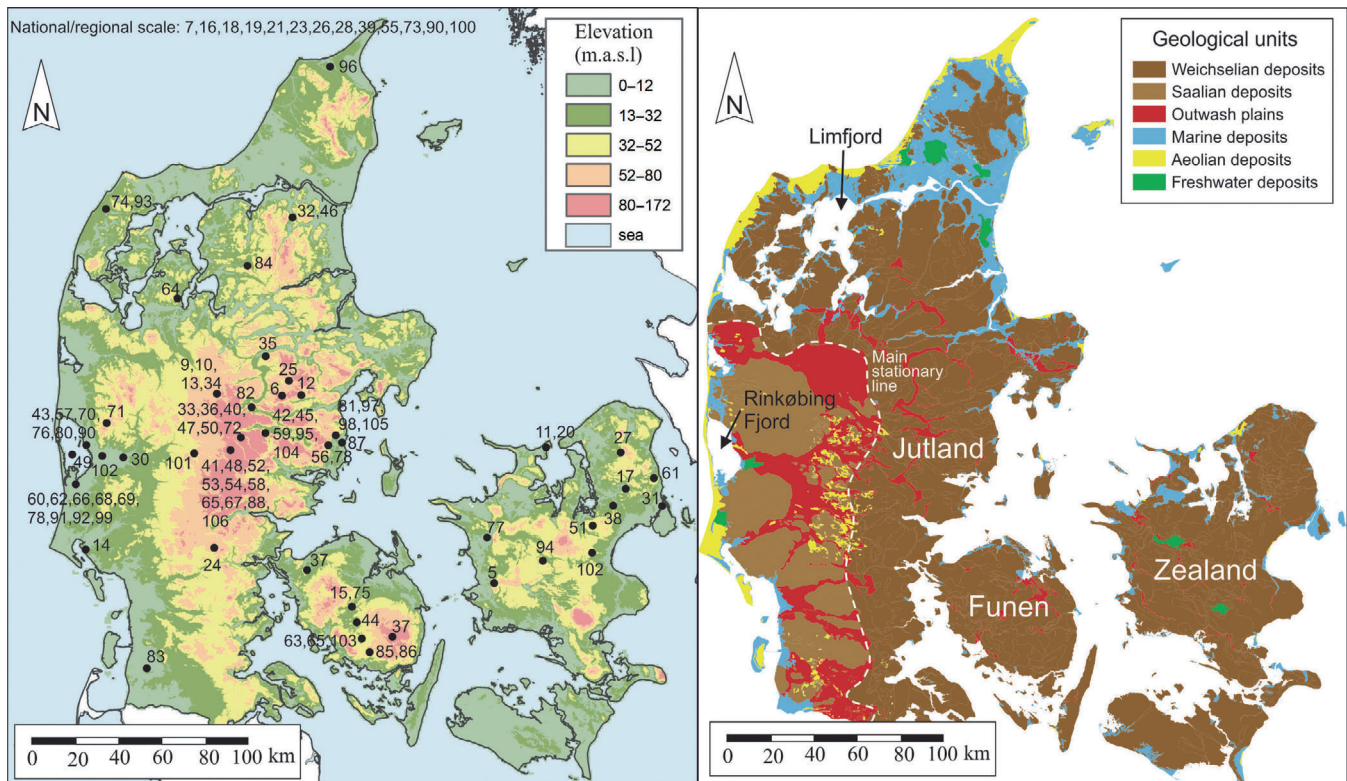 National/regional scale: 7,16,18,19,21,23,26,28,39,55,73,90,100
Elevation
(m.a.s.l)
0–12
13–32
32–52
52–80
80–172
sea
N
96
74,93
32,46
84
64
35
9,10,
13,34
25
6
12
82
33,36,40,
47,50,72
42,45,
59,95,
104
81,97,
98,105
87
56,78
43,57,70,
76,80,90
71
49
102
30
101
41,48,52,
53,54,58,
65,67,88,
106
60,62,66,68,69,
78,91,92,99
14
24
83
11,20
27
61
17
31
38
51
77
94
102
5
37
15,75
44
37
63,65,103
85,86
0 20 40 60 80 100 km
Geological units
Weichselian deposits
Saalian deposits
Outwash plains
Marine deposits
Aeolian deposits
Freshwater deposits
N
Limfjord
Main
stationary
line
Rinkøbing
Fjord
Jutland
Funen
Zealand
0 20 40 60 80 100 km